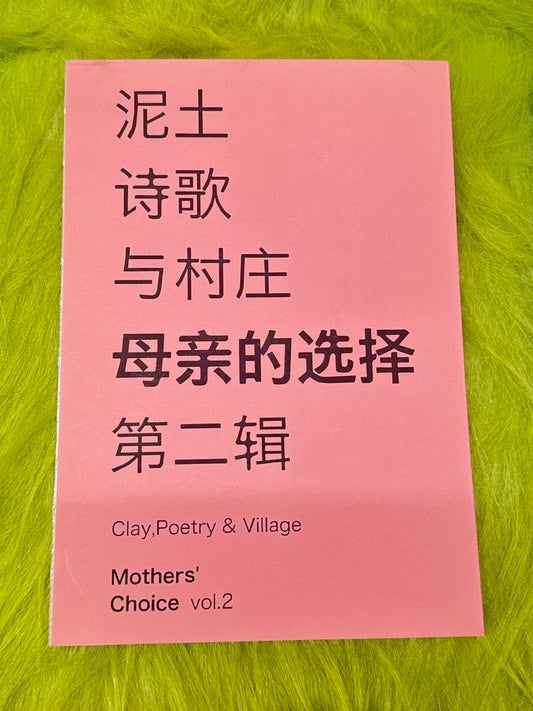 泥土
诗歌
与村庄
母亲的选择
第二辑
Clay,Poetry & Village
Mothers'
Choice vol.2